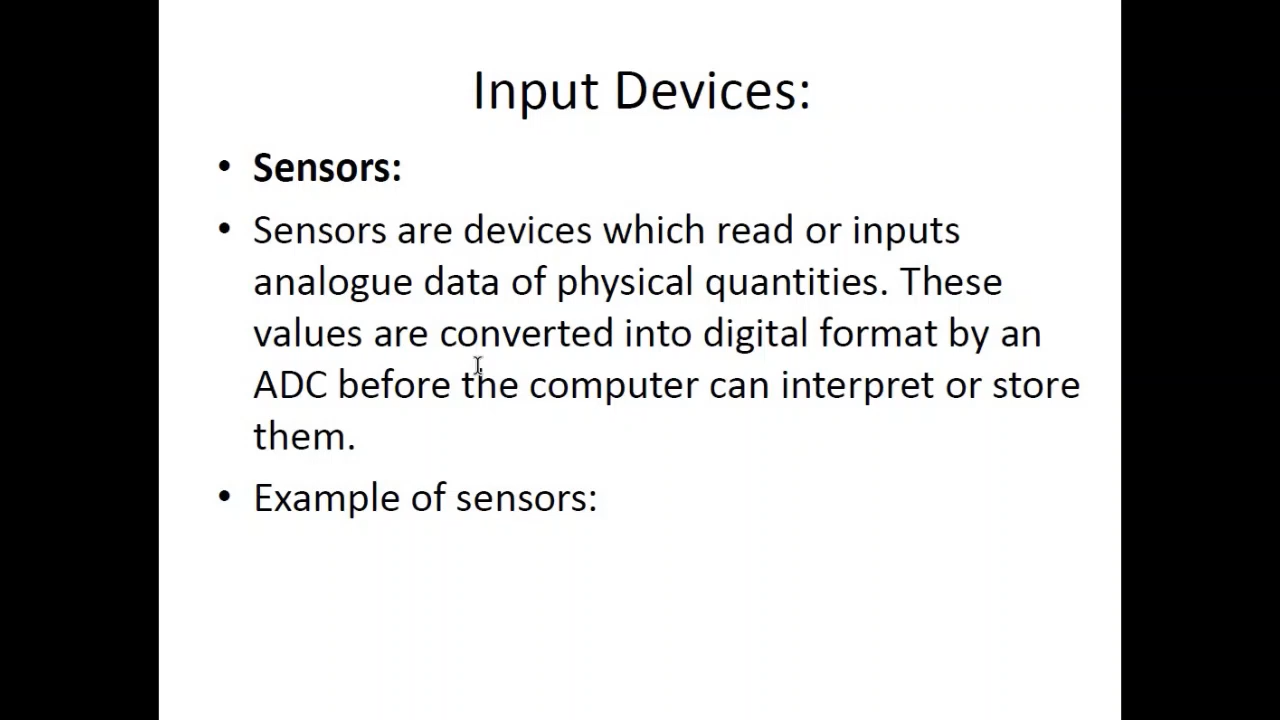 Input Devices:
• Sensors:
• Sensors are devices which read or inputs
analogue data of physical quantities. These
values are converted into digital format by an
ADC before the computer can interpret or store
them.
• Example of sensors: